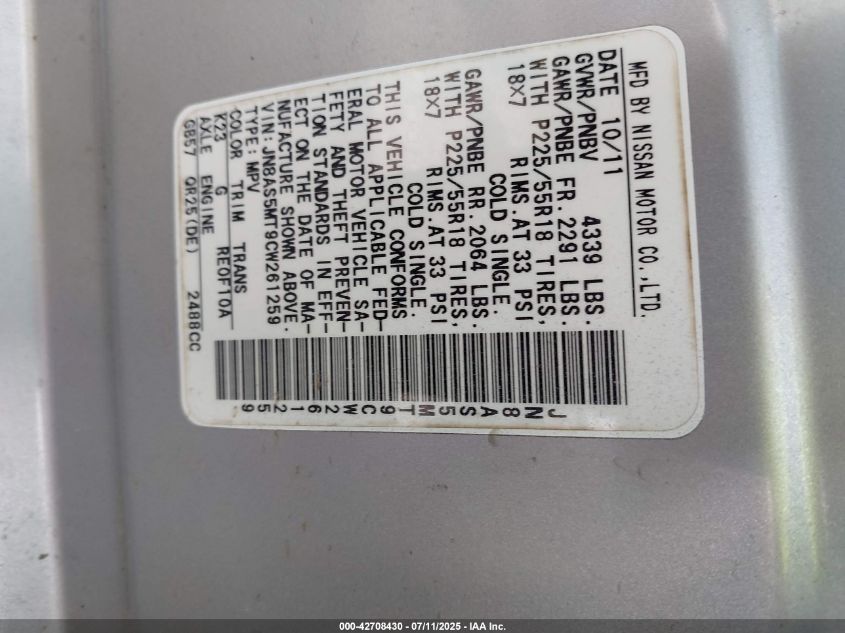 MFD BY NISSAN MOTOR CO.,LTD.
DATE 10/11
GVWR/PNBV 4339 LBS.
GAWR/PNBE FR. 2291 LBS.
WITH P225/55R18 TIRES,
18X7 RIMS.AT 33 PSI
COLD SINGLE.
GAWR/PNBE RR. 2064 LBS.
WITH P225/55R18 TIRES,
18X7 RIMS.AT 33 PSI
COLD SINGLE.
THIS VEHICLE CONFORMS
TO ALL APPLICABLE FED-
ERAL MOTOR VEHICLE SA-
FETY AND THEFT PREVEN-
TION STANDARDS IN EFF-
ECT ON THE DATE OF MA-
NUFACTURE SHOWN ABOVE.
VIN:JN8AS5MT9CW261259
TYPE:MPV
COLOR TRIM TRANS
K23 G RE0F10A
AXLE ENGINE
GB57 QR25(DE) 2488CC
JN8AS5MT9CW261259
000-42708430 - 07/11/2025 - IAA Inc.